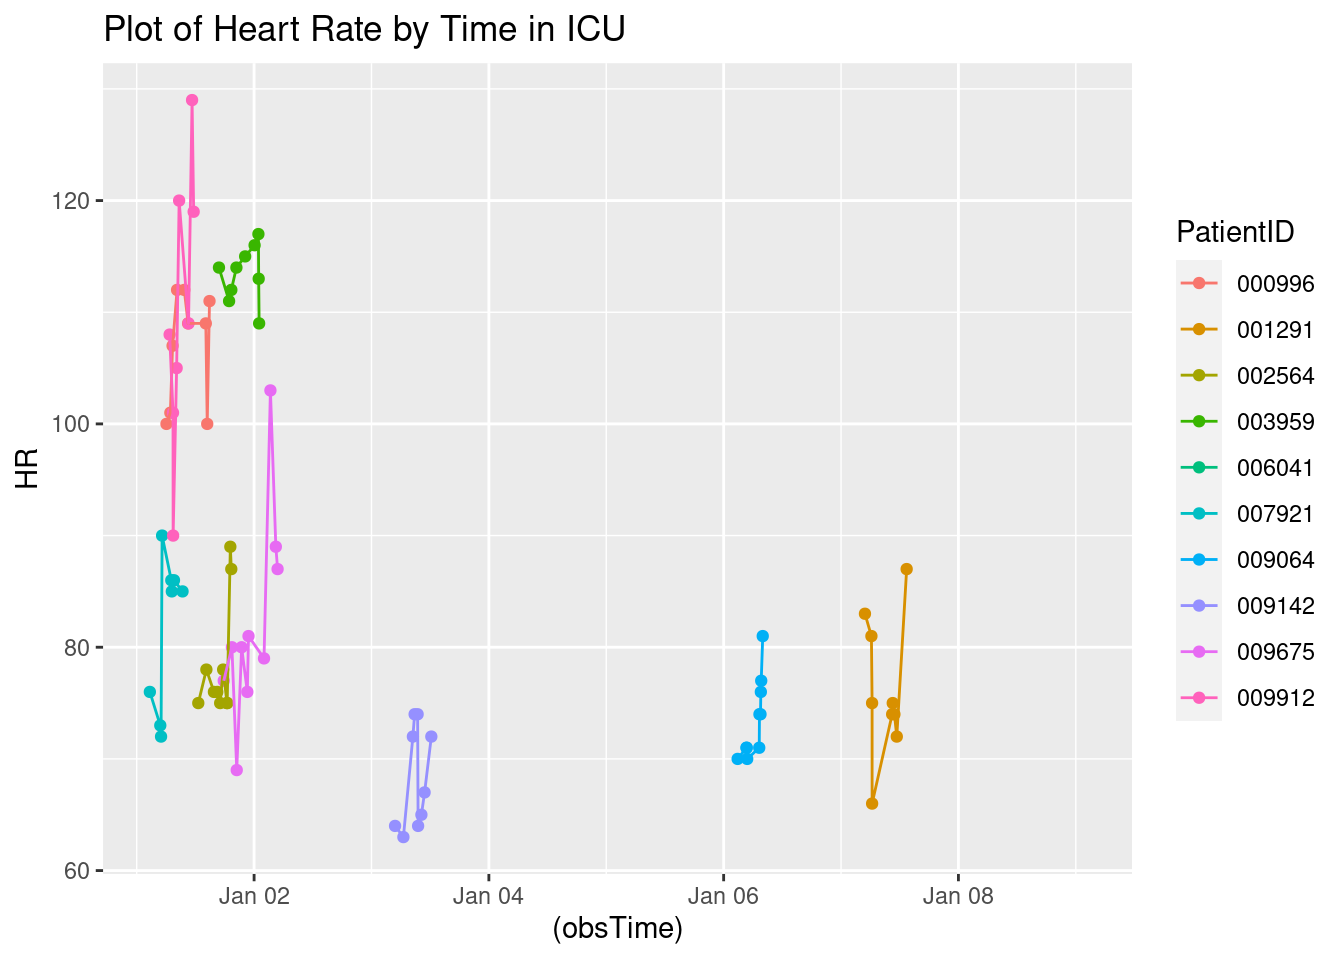 Plot of Heart Rate by Time in ICU
120
100
80
60
HR
Jan 02
Jan 04
Jan 06
Jan 08
(obsTime)
PatientID
000996
001291
002564
003959
006041
007921
009064
009142
009675
009912